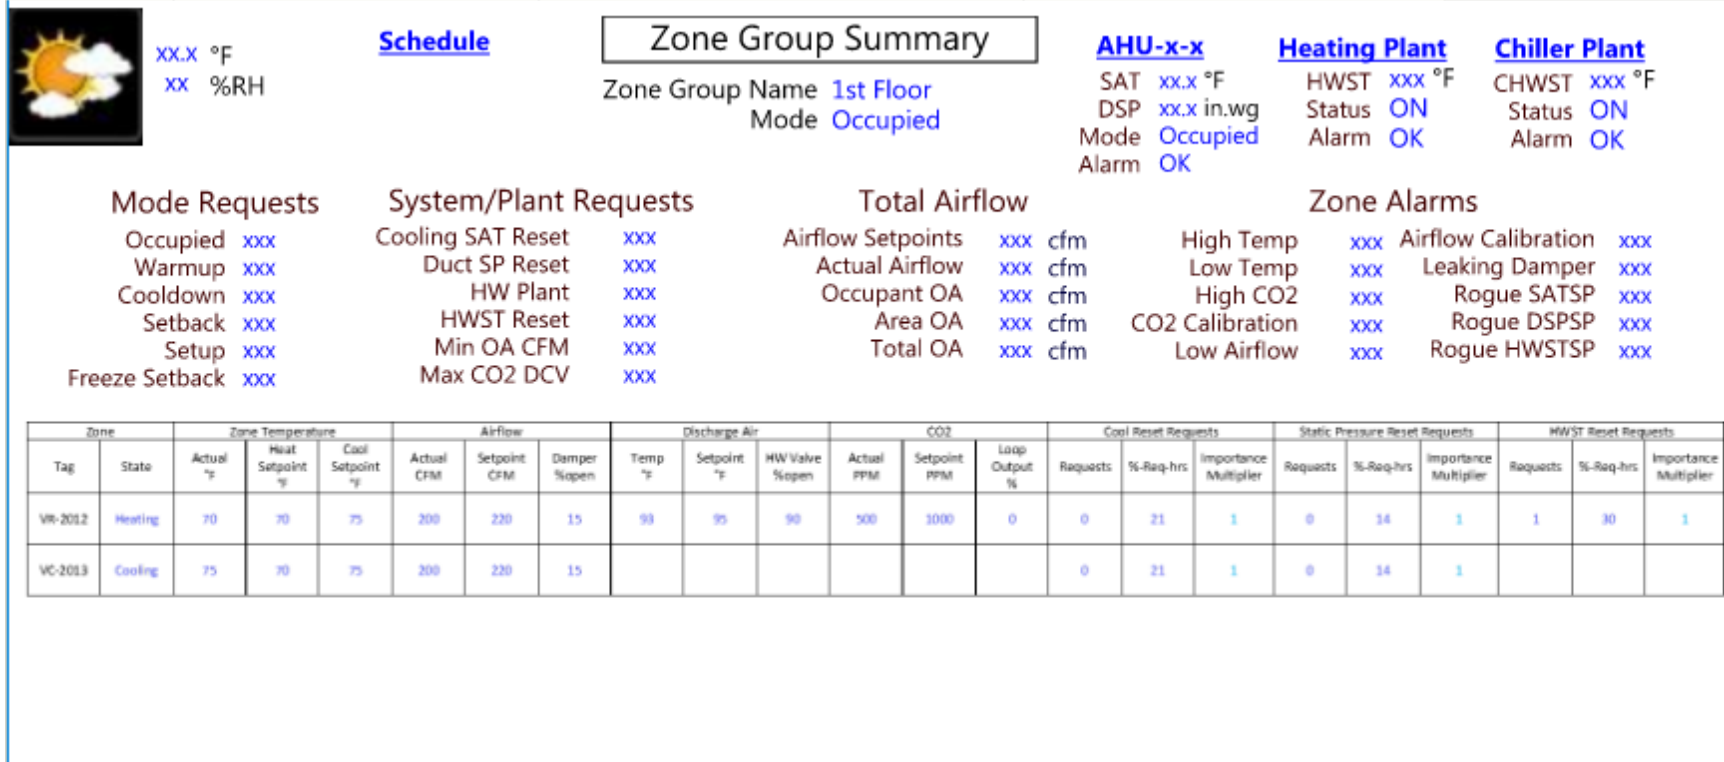 xx.x °F
xx %RH
Schedule
Zone Group Summary
Zone Group Name 1st Floor
Mode Occupied
AHU-x-x
SAT xx.x °F
DSP xx.x in.wg
Mode Occupied
Alarm OK
Heating Plant
HWST xxx °F
Status ON
Alarm OK
Chiller Plant
CHWST xxx °F
Status ON
Alarm OK
Mode Requests
Occupied xxx
Warmup xxx
Cooldown xxx
Setback xxx
Setup xxx
Freeze Setback xxx
System/Plant Requests
Cooling SAT Reset xxx
Duct SP Reset xxx
HW Plant xxx
HWST Reset xxx
Min OA CFM xxx
Max CO2 DCV xxx
Total Airflow
Airflow Setpoints xxx cfm
Actual Airflow xxx cfm
Occupant OA xxx cfm
Area OA xxx cfm
Total OA xxx cfm
Zone Alarms
High Temp xxx Airflow Calibration xxx
Low Temp xxx Leaking Damper xxx
High CO2 xxx Rogue SATSP xxx
CO2 Calibration xxx Rogue DSPSP xxx
Low Airflow xxx Rogue HWSTSP xxx
Zone Zone Temperature Airflow Discharge Air CO2 Cool Reset Requests Static Pressure Reset Requests HWST Reset Requests
Tag State Actual °F Heat Setpoint °F Cool Setpoint °F Actual CFM Setpoint CFM Damper %open Temp °F Setpoint °F HW Valve %open Actual PPM Setpoint PPM Loop Output % Requests %-Req-hrs Importance Multiplier Requests %-Req-hrs Importance Multiplier Requests %-Req-hrs Importance Multiplier
VR-2012 Heating 70 70 75 200 220 15 93 95 90 500 1000 0 0 21 1 0 14 1 1 30 1
VC-2013 Cooling 75 70 75 200 220 15 0 21 1 0 14 1